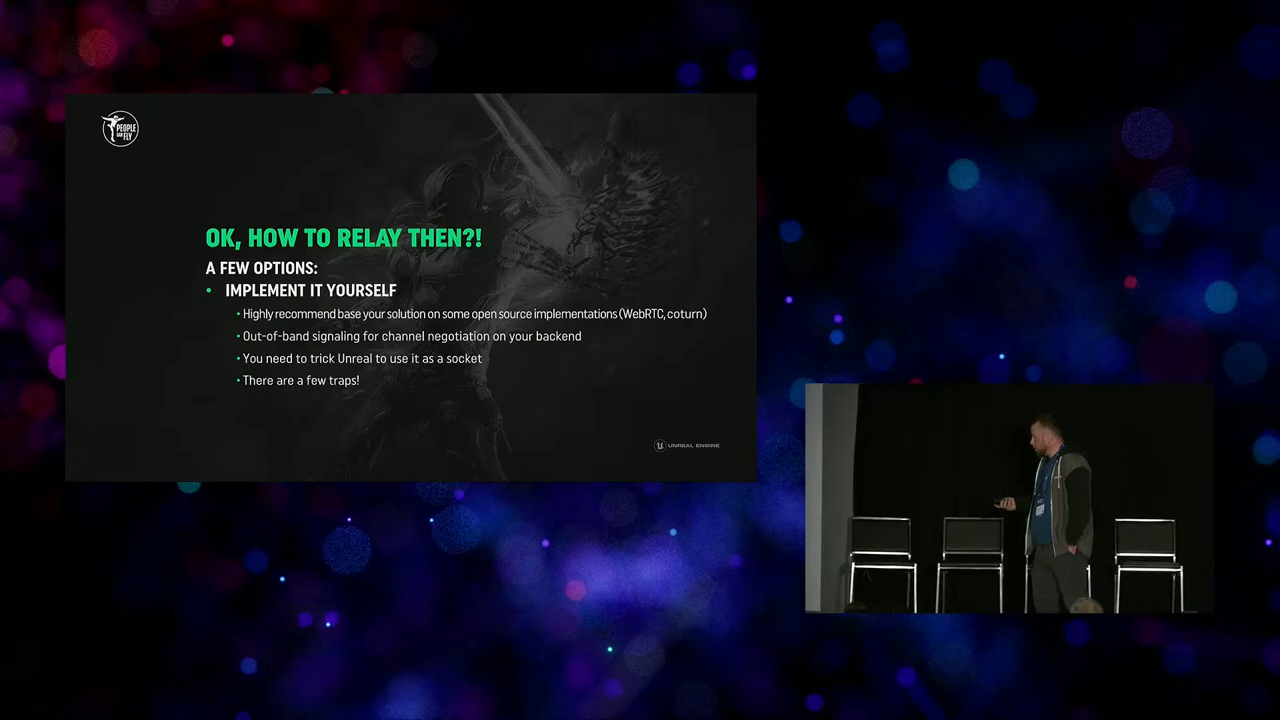 PEOPLE
CAN
FLY
OK, HOW TO RELAY THEN?!
A FEW OPTIONS:
• IMPLEMENT IT YOURSELF
• Highly recommend base your solution on some open source implementations (WebRTC, coturn)
• Out-of-band signaling for channel negotiation on your backend
• You need to trick Unreal to use it as a socket
• There are a few traps!
UNREAL ENGINE